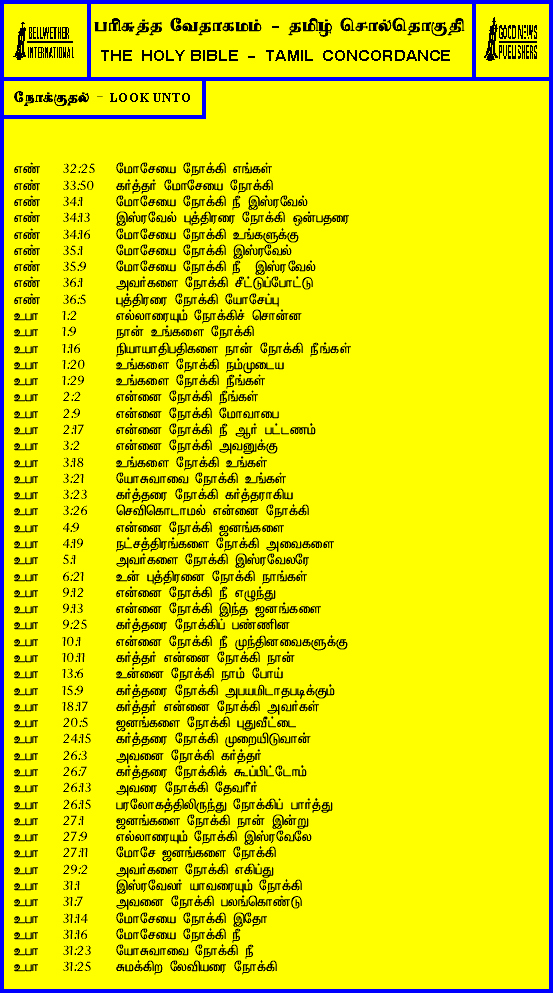 BELLWETHER
INTERNATIONAL
பரிசுத்த வேதாகமம் - தமிழ் சொல்தொகுதி
THE HOLY BIBLE - TAMIL CONCORDANCE
GOOD NEWS
PUBLISHERS
நோக்குதல் - LOOK UNTO
எண் 32:25 மோசேயை நோக்கி எங்கள்
எண் 33:50 கர்த்தர் மோசேயை நோக்கி
எண் 34:1 மோசேயை நோக்கி நீ இஸ்ரவேல்
எண் 34:13 இஸ்ரவேல் புத்திரரை நோக்கி ஒன்பதரை
எண் 34:16 மோசேயை நோக்கி உங்களுக்கு
எண் 35:1 மோசேயை நோக்கி இஸ்ரவேல்
எண் 35:9 மோசேயை நோக்கி நீ இஸ்ரவேல்
எண் 36:1 அவர்களை நோக்கி சீட்டுப்போட்டு
எண் 36:5 புத்திரரை நோக்கி யோசேப்பு
உபா 1:2 எல்லாரையும் நோக்கிச் சொன்ன
உபா 1:9 நான் உங்களை நோக்கி
உபா 1:16 நியாயாதிபதிகளை நான் நோக்கி நீங்கள்
உபா 1:20 உங்களை நோக்கி நம்முடைய
உபா 1:29 உங்களை நோக்கி நீங்கள்
உபா 2:2 என்னை நோக்கி நீங்கள்
உபா 2:9 என்னை நோக்கி மோவாபை
உபா 2:17 என்னை நோக்கி நீ ஆர் பட்டணம்
உபா 3:2 என்னை நோக்கி அவனுக்கு
உபா 3:18 உங்களை நோக்கி உங்கள்
உபா 3:21 யோசுவாவை நோக்கி உங்கள்
உபா 3:23 கர்த்தரை நோக்கி கர்த்தராகிய
உபா 3:26 செவிகொடாமல் என்னை நோக்கி
உபா 4:9 என்னை நோக்கி ஜனங்களை
உபா 4:19 நட்சத்திரங்களை நோக்கி அவைகளை
உபா 5:1 அவர்களை நோக்கி இஸ்ரவேலரே
உபா 6:21 உன் புத்திரனை நோக்கி நாங்கள்
உபா 9:12 என்னை நோக்கி நீ எழுந்து
உபா 9:13 என்னை நோக்கி இந்த ஜனங்களை
உபா 9:25 கர்த்தரை நோக்கிப் பண்ணின
உபா 10:1 என்னை நோக்கி நீ முந்தினவைகளுக்கு
உபா 10:11 கர்த்தர் என்னை நோக்கி நான்
உபா 13:6 உன்னை நோக்கி நாம் போய்
உபா 15:9 கர்த்தரை நோக்கி அபயமிடாதபடிக்கும்
உபா 18:17 கர்த்தர் என்னை நோக்கி அவர்கள்
உபா 20:5 ஜனங்களை நோக்கி புதுவீட்டை
உபா 24:15 கர்த்தரை நோக்கி முறையிடுவான்
உபா 26:3 அவனை நோக்கி கர்த்தர்
உபா 26:7 கர்த்தரை நோக்கிக் கூப்பிட்டோம்
உபா 26:13 அவரை நோக்கி தேவரீர்
உபா 26:15 பரலோகத்திலிருந்து நோக்கிப் பார்த்து
உபா 27:1 ஜனங்களை நோக்கி நான் இன்று
உபா 27:9 எல்லாரையும் நோக்கி இஸ்ரவேலே
உபா 27:11 மோசே ஜனங்களை நோக்கி
உபா 29:2 அவர்களை நோக்கி எகிப்து
உபா 31:1 இஸ்ரவேலர் யாவரையும் நோக்கி
உபா 31:7 அவனை நோக்கி பலங்கொண்டு
உபா 31:14 மோசேயை நோக்கி இதோ
உபா 31:16 மோசேயை நோக்கி நீ
உபா 31:23 யோசுவாவை நோக்கி நீ
உபா 31:25 சுமக்கிற லேவியரை நோக்கி